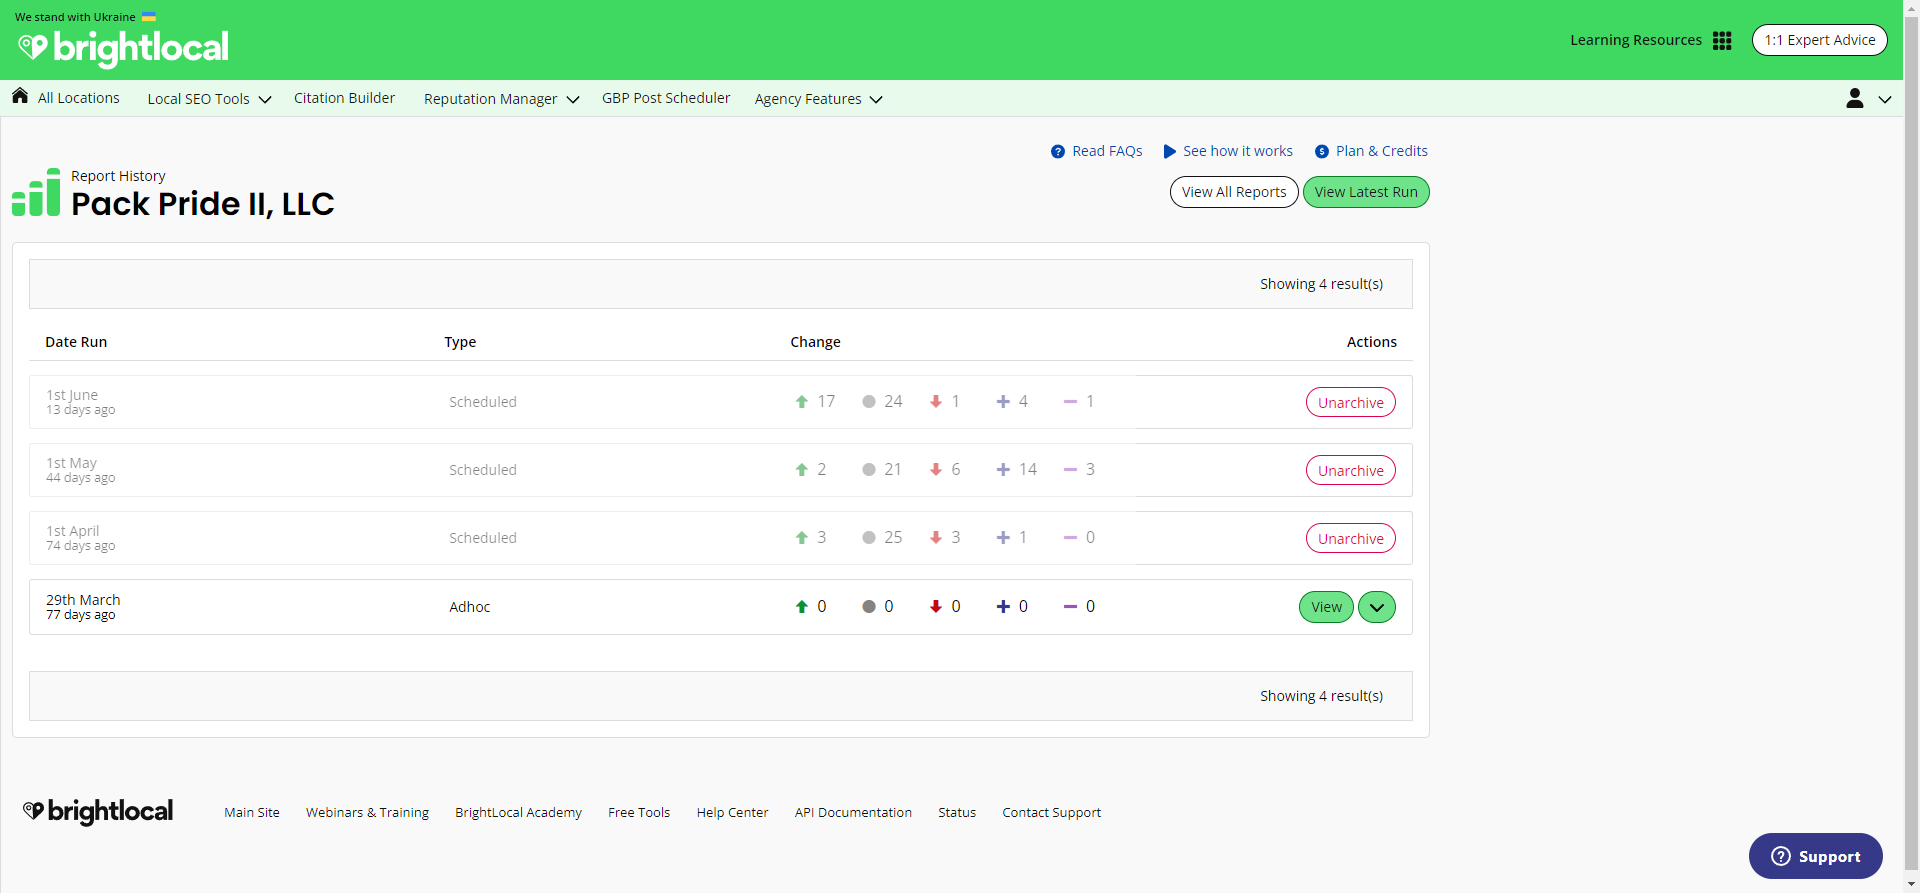 We stand with Ukraine
brightlocal
Learning Resources
1:1 Expert Advice
All Locations
Local SEO Tools
Citation Builder
Reputation Manager
GBP Post Scheduler
Agency Features
Read FAQs
See how it works
Plan & Credits
Report History
Pack Pride II, LLC
View All Reports
View Latest Run
Showing 4 result(s)
Date Run Type Change Actions
1st June
13 days ago
Scheduled 17 24 1 4 1 Unarchive
1st May
44 days ago
Scheduled 2 21 6 14 3 Unarchive
1st April
74 days ago
Scheduled 3 25 3 1 0 Unarchive
29th March
77 days ago
Adhoc 0 0 0 0 0 View
Showing 4 result(s)
brightlocal
Main Site
Webinars & Training
BrightLocal Academy
Free Tools
Help Center
API Documentation
Status
Contact Support
Support